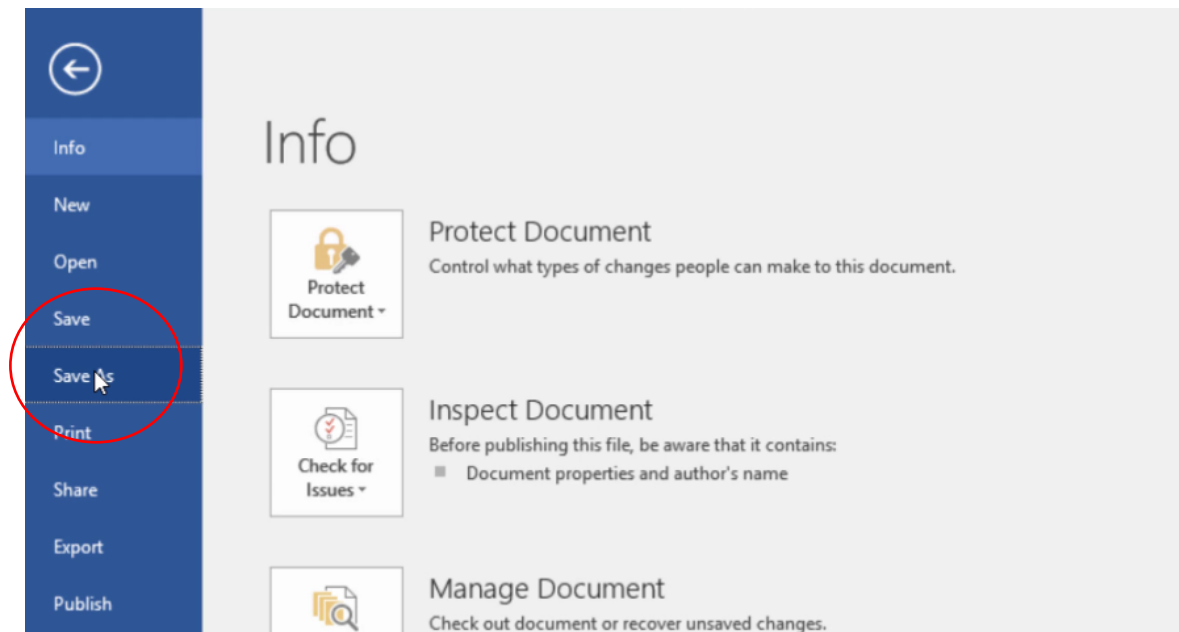 Info
New
Open
Save
Save As
Print
Share
Export
Publish
Info
Protect
Document
Protect Document
Control what types of changes people can make to this document.
Check for
Issues
Inspect Document
Before publishing this file, be aware that it contains:
Document properties and author's name
Manage Document
Check out document or recover unsaved changes.